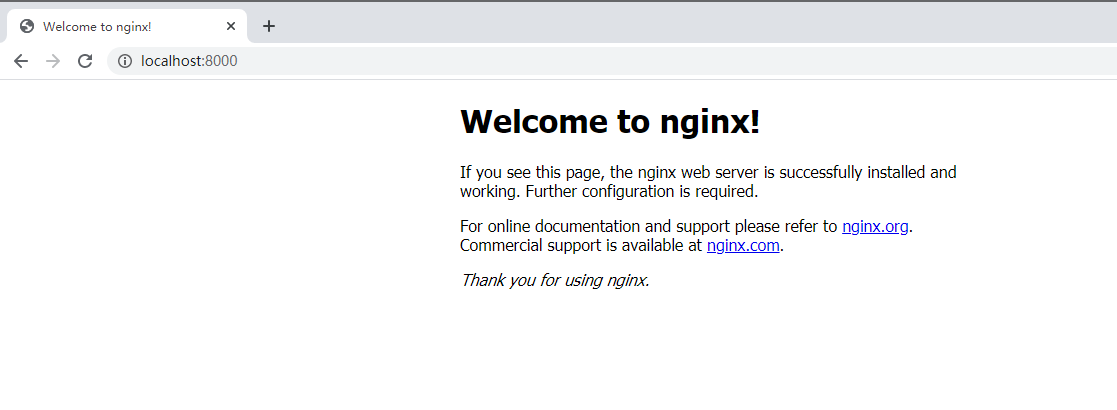 Welcome to nginx!
localhost:8000
Welcome to nginx!
If you see this page, the nginx web server is successfully installed and
working. Further configuration is required.
For online documentation and support please refer to nginx.org.
Commercial support is available at nginx.com.
Thank you for using nginx.